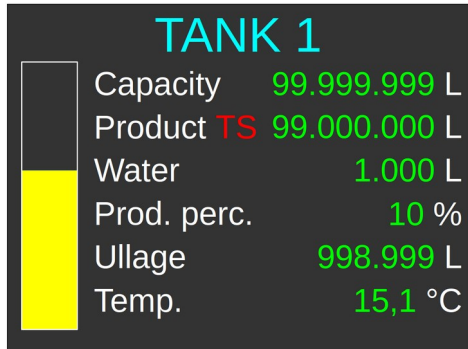 TANK 1
Capacity 99.999.999 L
Product TS 99.000.000 L
Water 1.000 L
Prod. perc. 10 %
Ullage 998.999 L
Temp. 15,1 °C